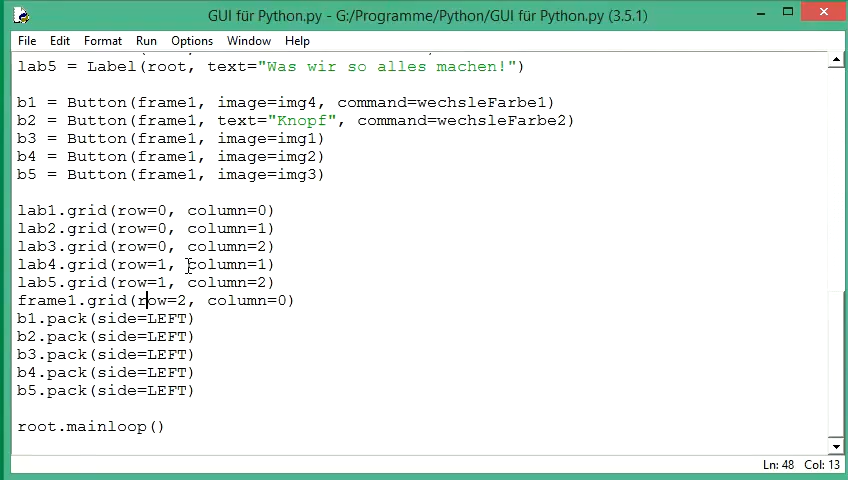 GUI für Python.py - G:/Programme/Python/GUI für Python.py (3.5.1)
File Edit Format Run Options Window Help
lab5 = Label(root, text="Was wir so alles machen!")
b1 = Button(frame1, image=img4, command=wechsleFarbe1)
b2 = Button(frame1, text="Knopf", command=wechsleFarbe2)
b3 = Button(frame1, image=img1)
b4 = Button(frame1, image=img2)
b5 = Button(frame1, image=img3)
lab1.grid(row=0, column=0)
lab2.grid(row=0, column=1)
lab3.grid(row=0, column=2)
lab4.grid(row=1, column=1)
lab5.grid(row=1, column=2)
frame1.grid(row=2, column=0)
b1.pack(side=LEFT)
b2.pack(side=LEFT)
b3.pack(side=LEFT)
b4.pack(side=LEFT)
b5.pack(side=LEFT)
root.mainloop()
Ln: 48 Col: 13